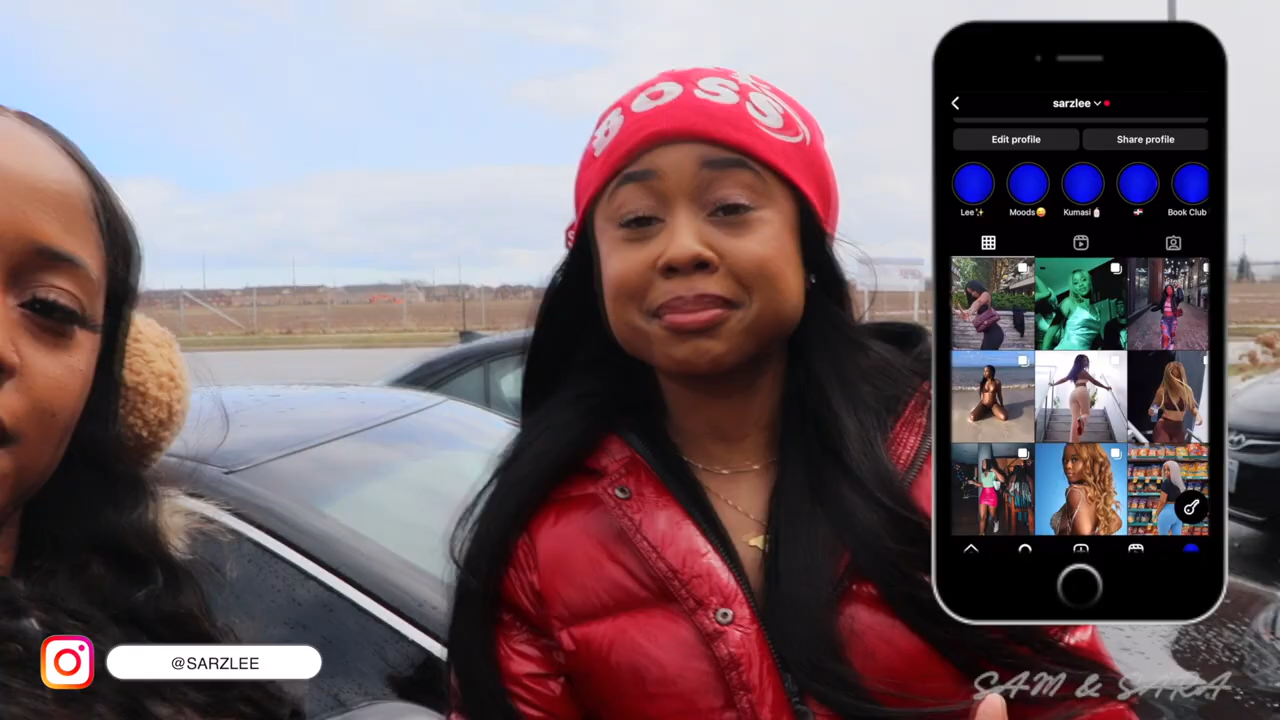 BOSS
sarzlee
Edit profile
Share profile
Lee✨
Moods😄
Kumasi
Book Club
@SARZLEE
SAM & SARA